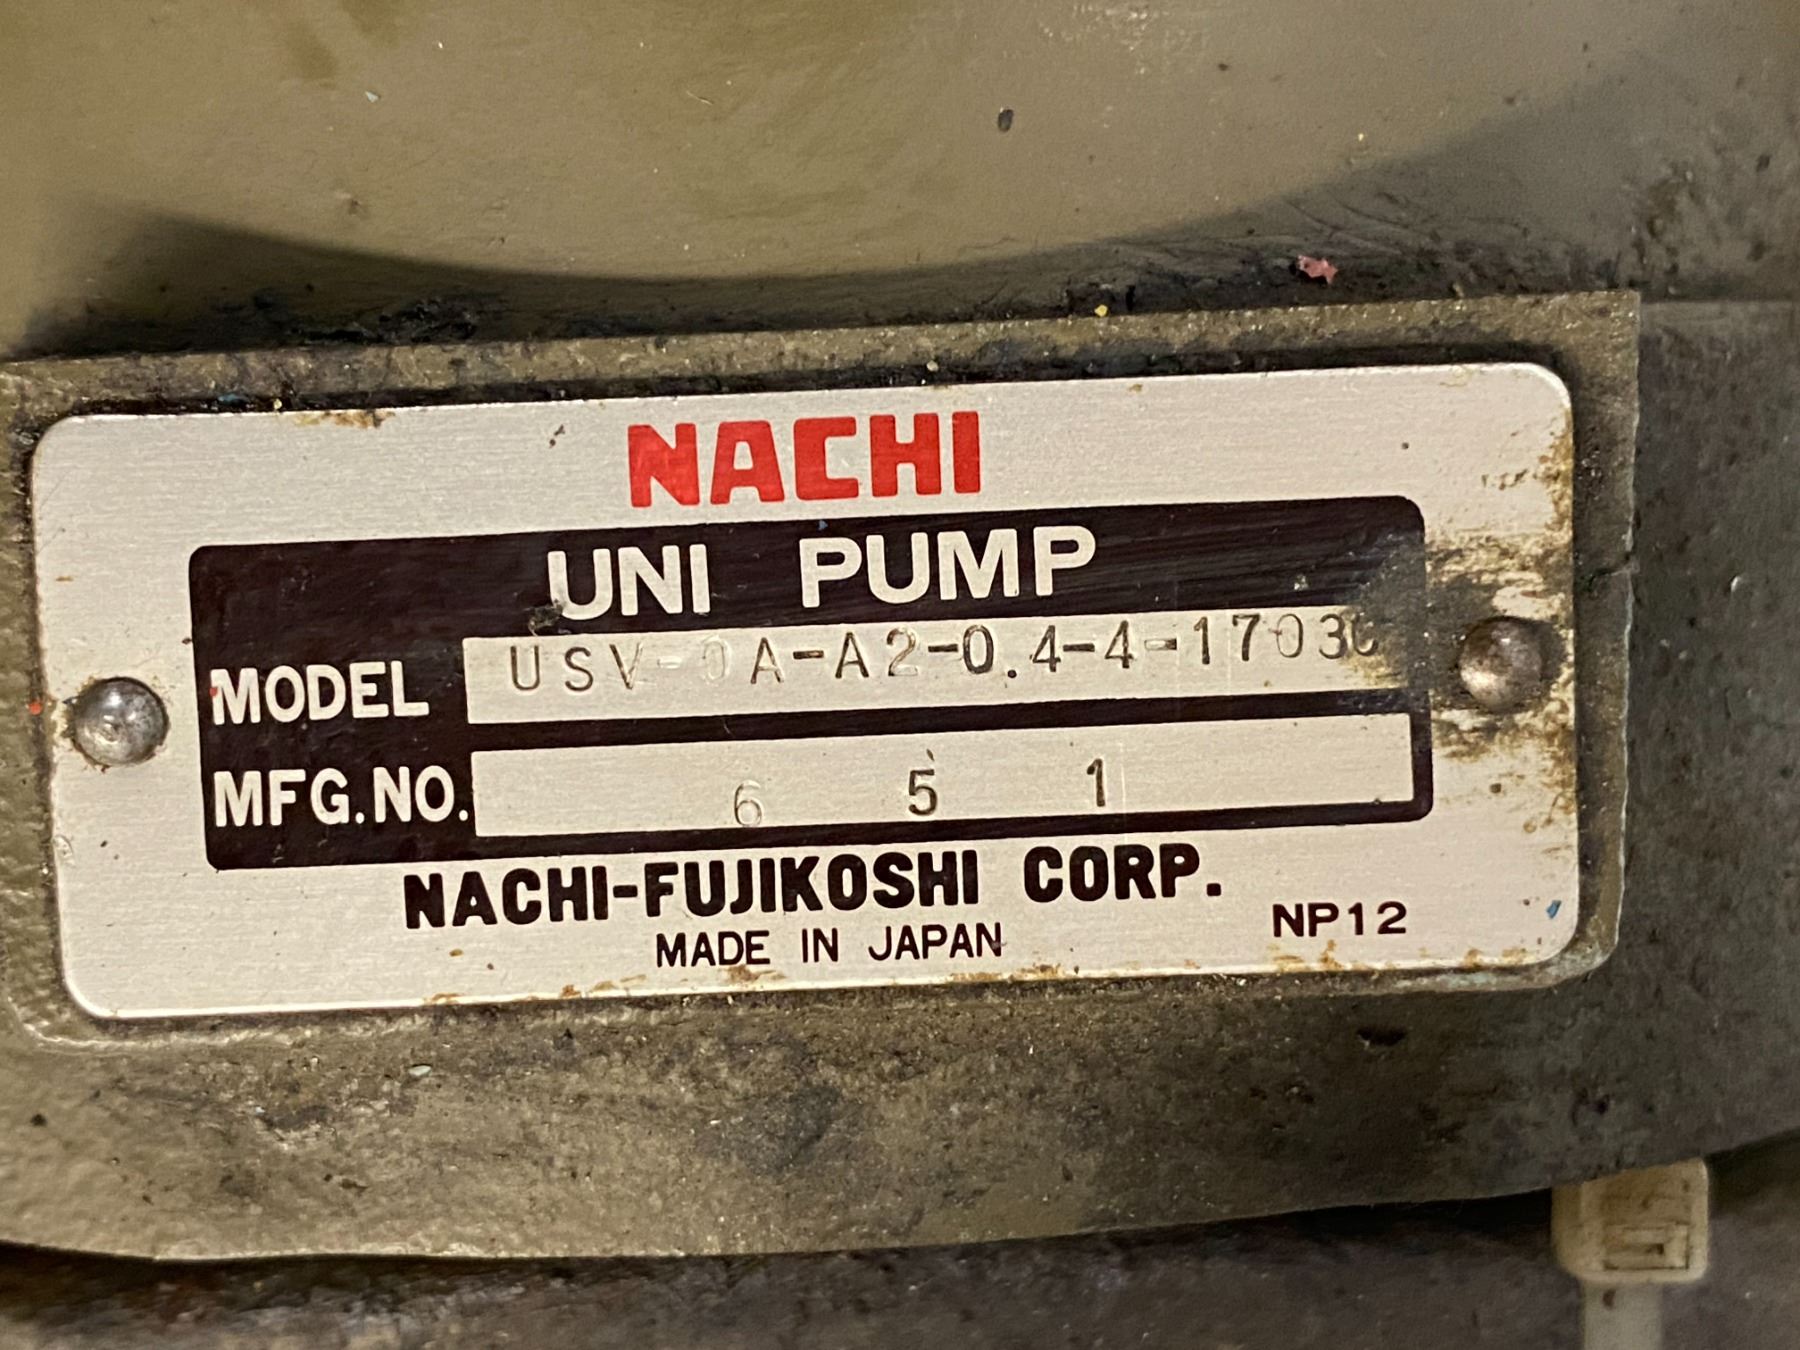 NACHI
UNI PUMP
MODEL USV-0A-A2-0.4-4-1703C
MFG.NO. 6 5 1
NACHI-FUJIKOSHI CORP.
MADE IN JAPAN
NP12